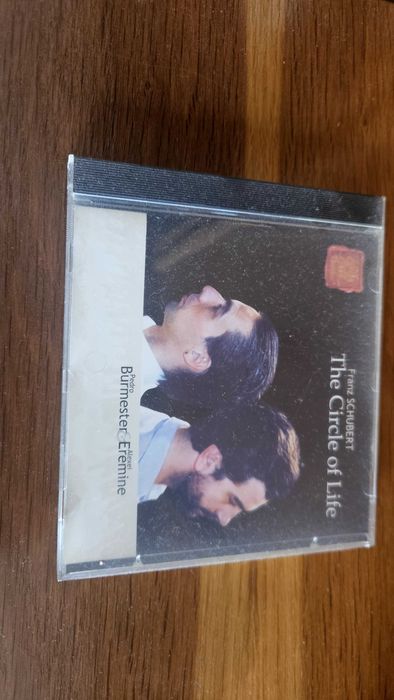 Franz SCHUBERT
The Circle of Life
Pedro Alexei
Burmester&Eremine